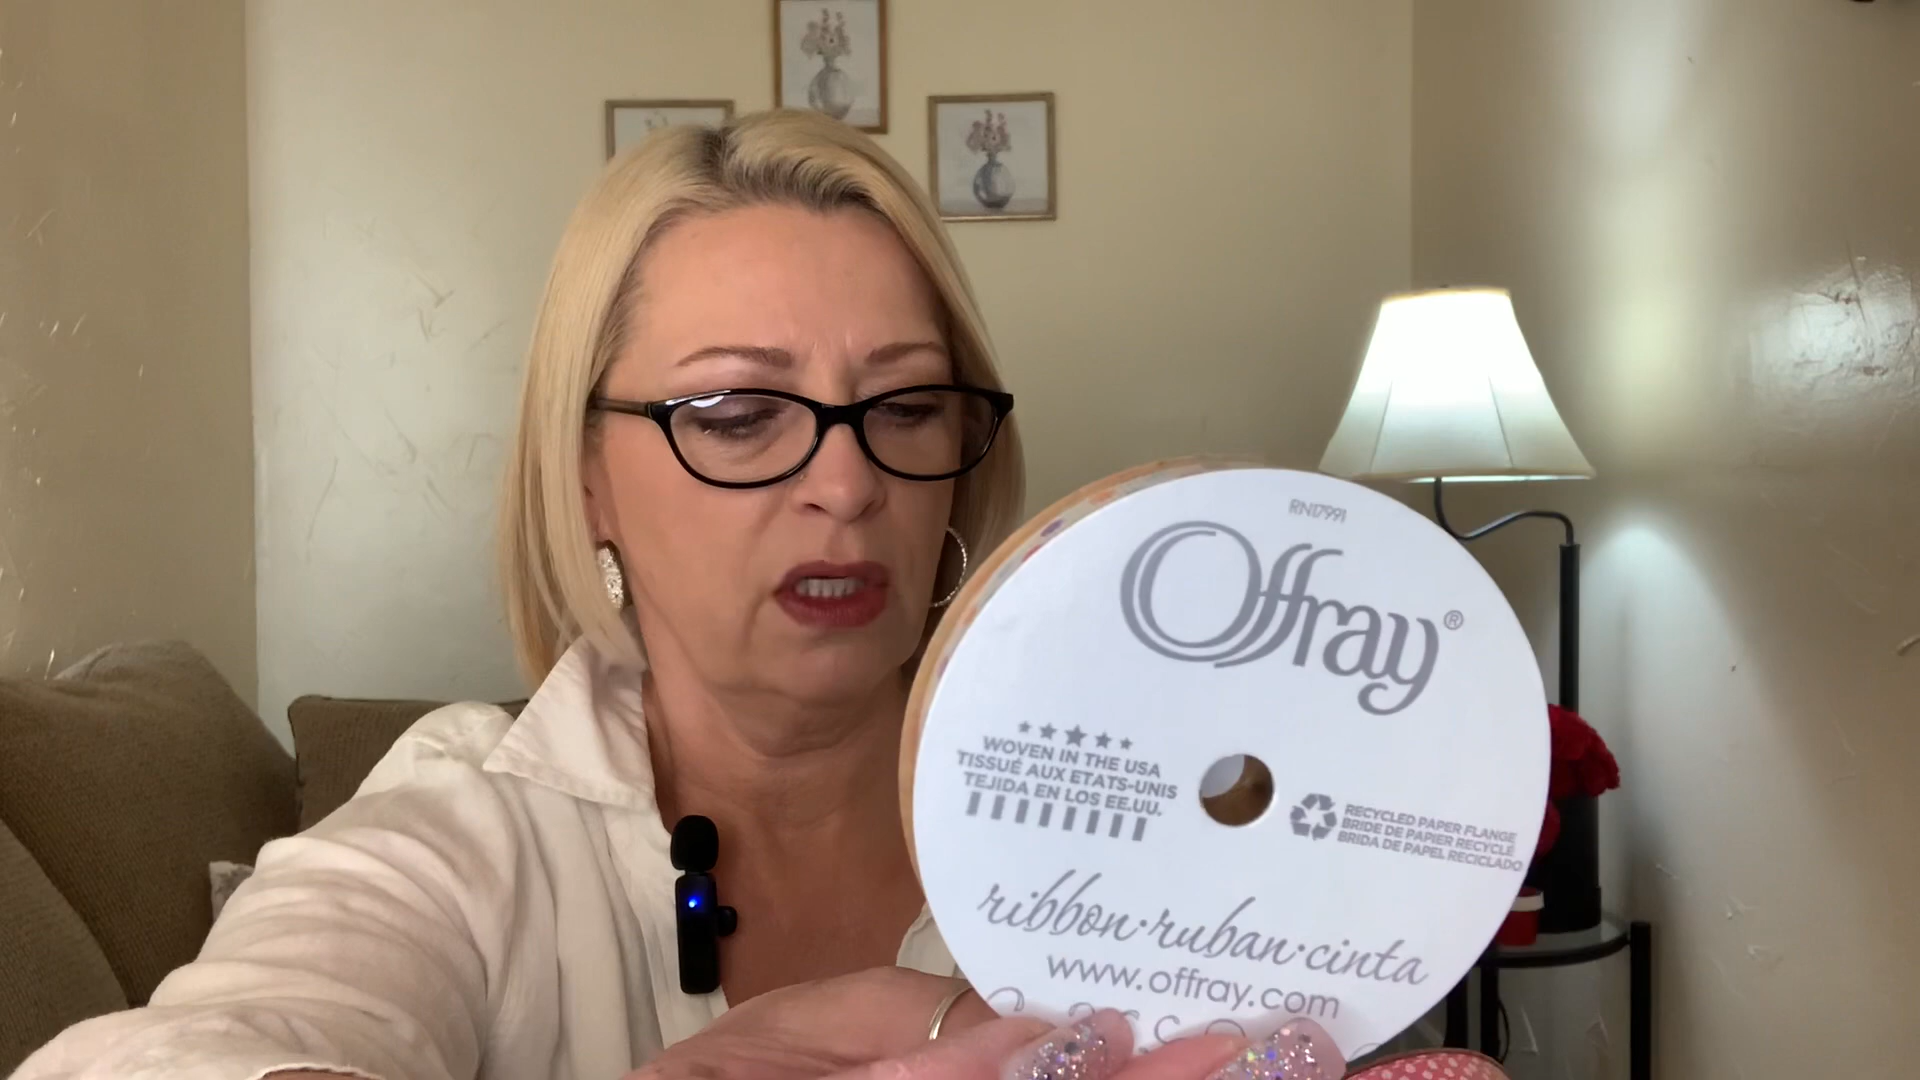 RN17991
Offray®
WOVEN IN THE USA
TISSUÉ AUX ETATS-UNIS
TEJIDA EN LOS EE.UU.
RECYCLED PAPER FLANGE
BRIDE DE PAPIER RECYCLÉ
BRIDA DE PAPEL RECICLADO
ribbon·ruban·cinta
www.offray.com